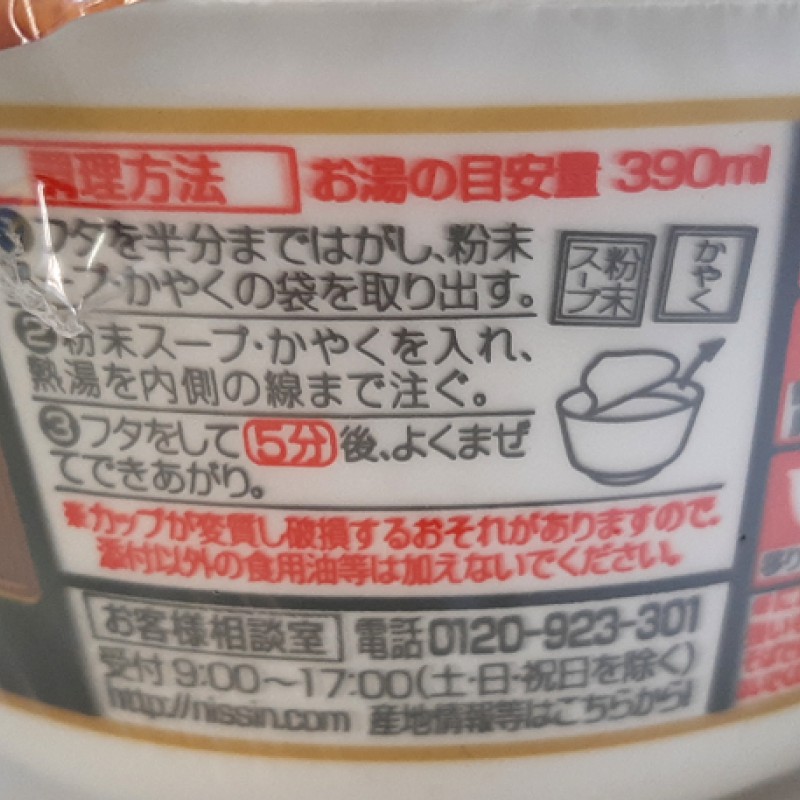 調理方法 お湯の目安量 390ml
フタを半分まではがし、粉末
スープ・かやくの袋を取り出す。
粉末
スープ
かやく
②粉末スープ・かやくを入れ、
熱湯を内側の線まで注ぐ。
③フタをして5分後、よくまぜ
てできあがり。
※カップが変質し破損するおそれがありますので、
添付以外の食用油等は加えないでください。
お客様相談室 電話0120-923-301
受付 9:00〜17:00(土・日・祝日を除く)
http://nissin.com 産地情報等はこちらから!